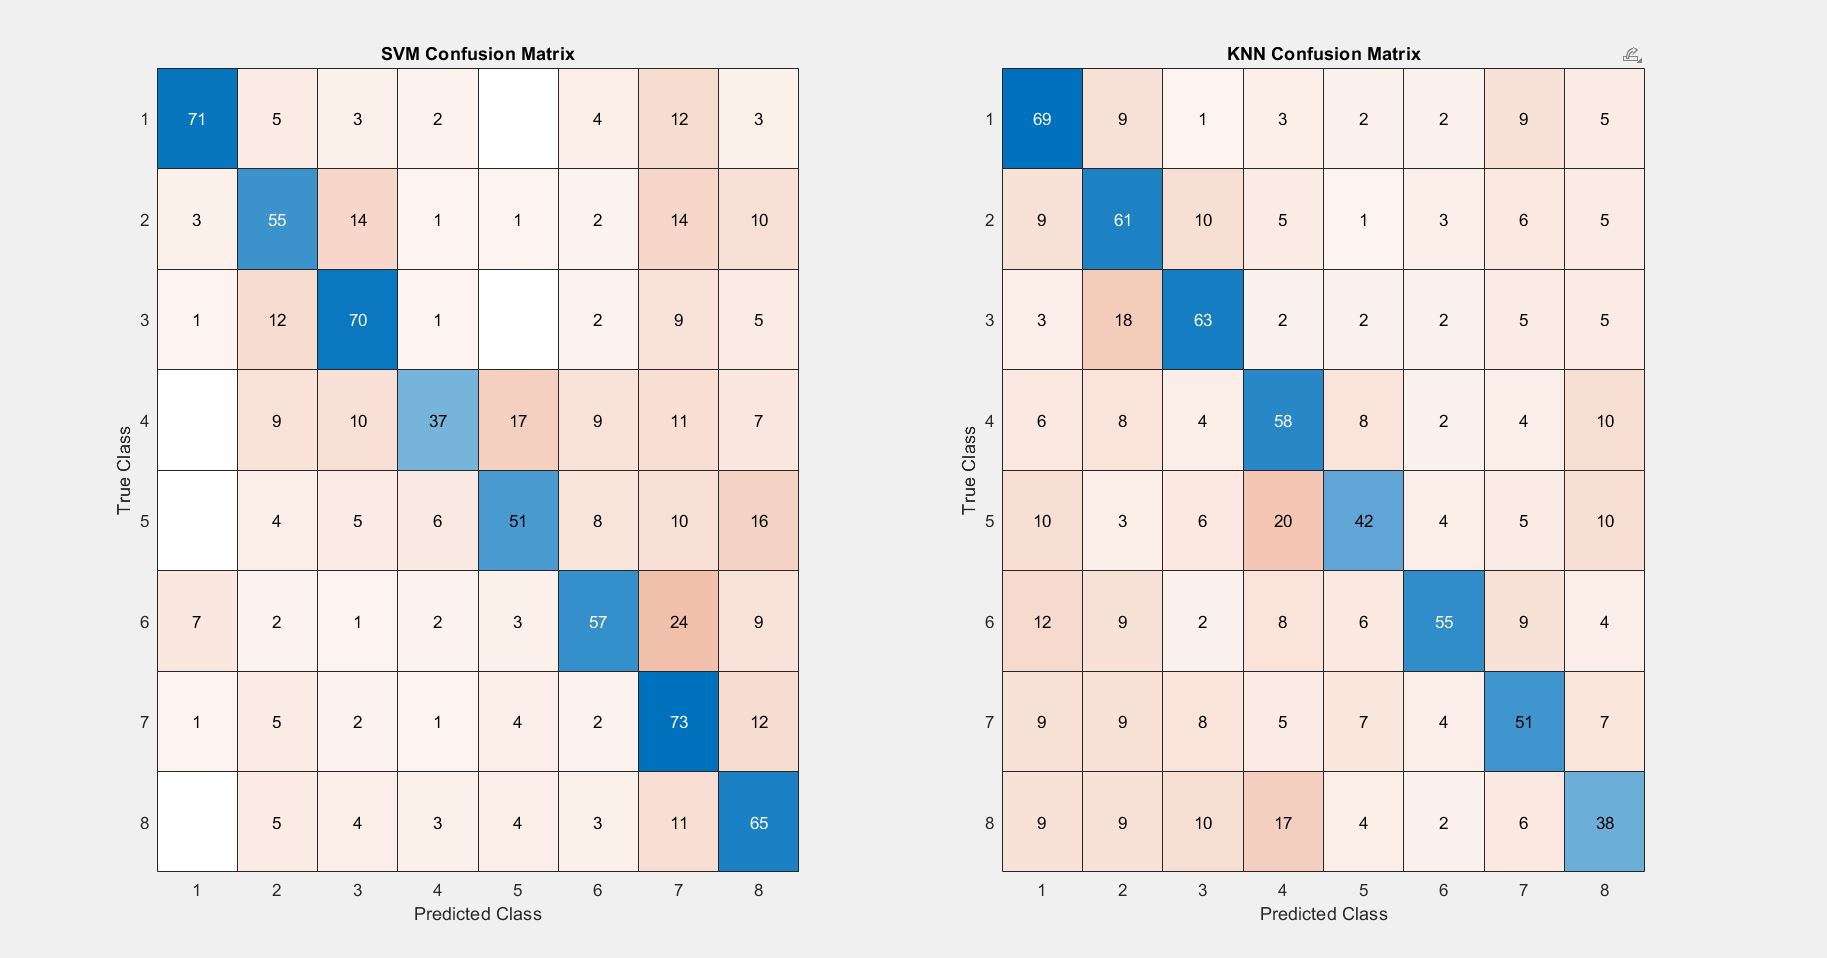 SVM Confusion Matrix
1 71 5 3 2 4 12 3
2 3 55 14 1 1 2 14 10
3 1 12 70 1 2 9 5
4 9 10 37 17 9 11 7
5 4 5 6 51 8 10 16
6 7 2 1 2 3 57 24 9
7 1 5 2 1 4 2 73 12
8 5 4 3 4 3 11 65
1 2 3 4 5 6 7 8
True Class
Predicted Class
KNN Confusion Matrix
1 69 9 1 3 2 2 9 5
2 9 61 10 5 1 3 6 5
3 3 18 63 2 2 2 5 5
4 6 8 4 58 8 2 4 10
5 10 3 6 20 42 4 5 10
6 12 9 2 8 6 55 9 4
7 9 9 8 5 7 4 51 7
8 9 9 10 17 4 2 6 38
1 2 3 4 5 6 7 8
True Class
Predicted Class